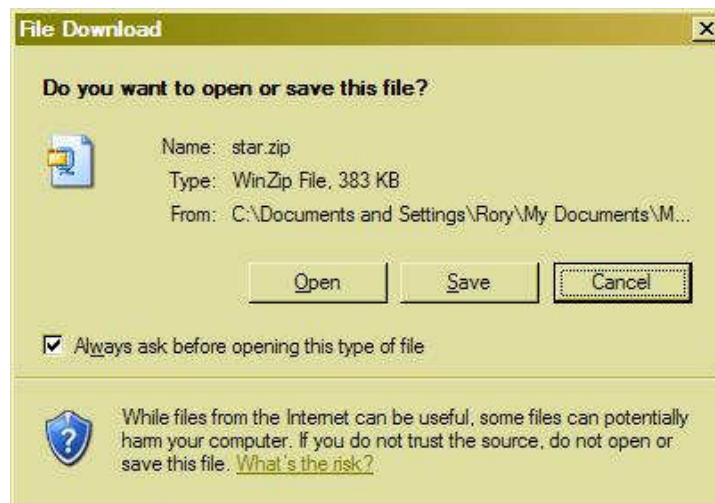 File Download
Do you want to open or save this file?
Name: star.zip
Type: WinZip File, 383 KB
From: C:\Documents and Settings\Rory\My Documents\M...
Open Save Cancel
Always ask before opening this type of file
While files from the Internet can be useful, some files can potentially
harm your computer. If you do not trust the source, do not open or
save this file. What's the risk?